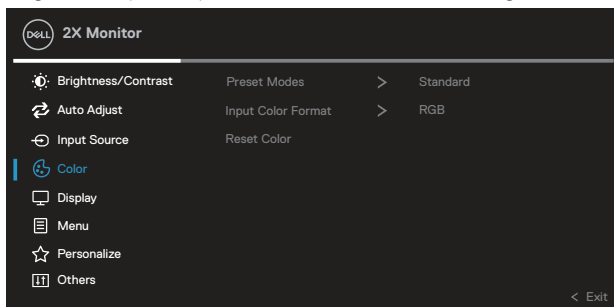 DELL 2X Monitor
Brightness/Contrast Preset Modes > Standard
Auto Adjust Input Color Format > RGB
Input Source Reset Color
Color
Display
Menu
Personalize
Others
< Exit